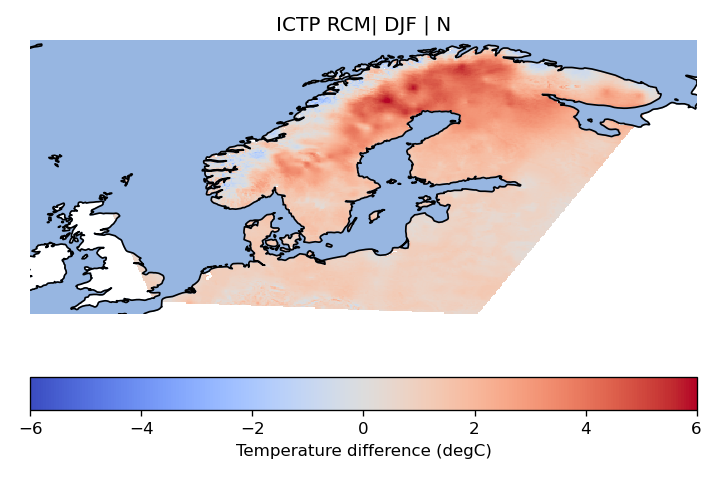 ICTP RCM| DJF | N
−6 −4 −2 0 2 4 6
Temperature difference (degC)